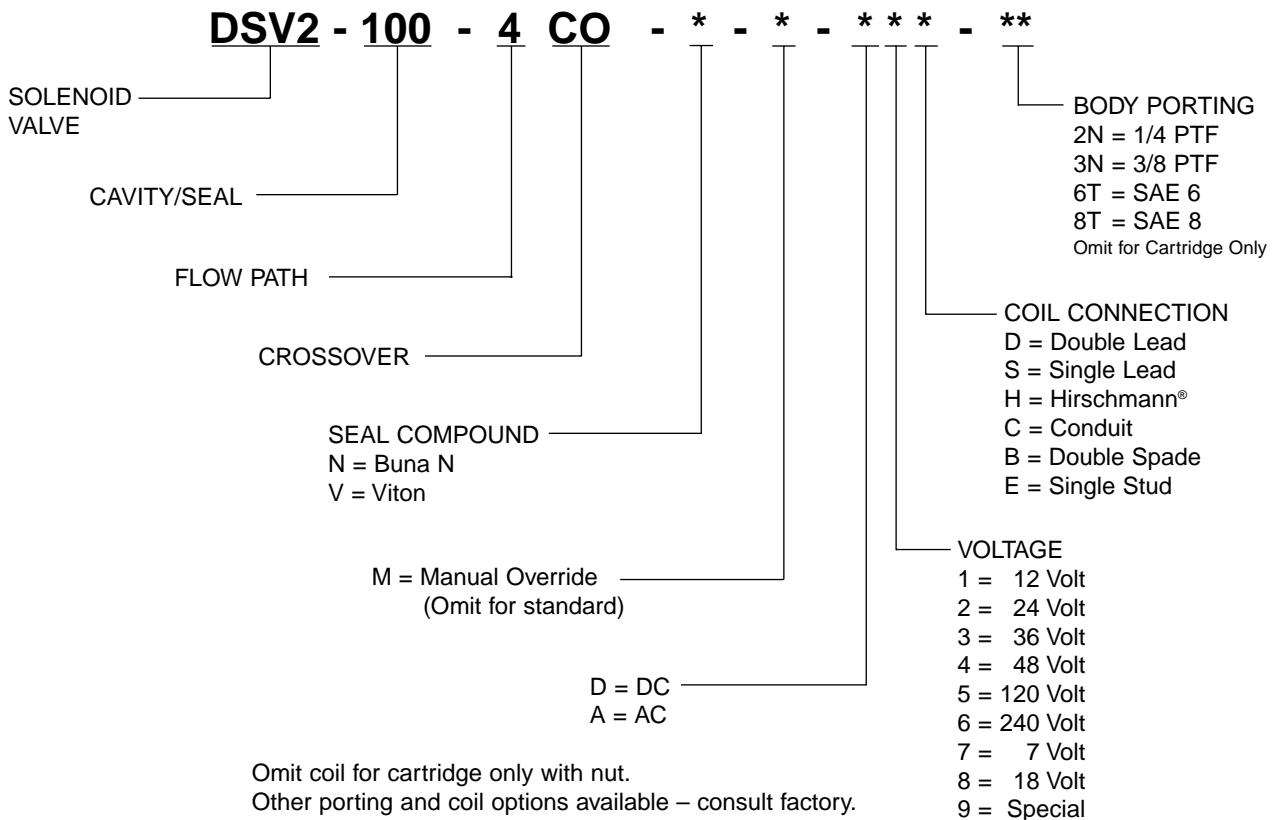 DSV2 - 100 - 4 CO - * - * - * * * - **
SOLENOID
VALVE
CAVITY/SEAL
FLOW PATH
CROSSOVER
SEAL COMPOUND
N = Buna N
V = Viton
M = Manual Override
(Omit for standard)
D = DC
A = AC
BODY PORTING
2N = 1/4 PTF
3N = 3/8 PTF
6T = SAE 6
8T = SAE 8
Omit for Cartridge Only
COIL CONNECTION
D = Double Lead
S = Single Lead
H = Hirschmann®
C = Conduit
B = Double Spade
E = Single Stud
VOLTAGE
1 = 12 Volt
2 = 24 Volt
3 = 36 Volt
4 = 48 Volt
5 = 120 Volt
6 = 240 Volt
7 = 7 Volt
8 = 18 Volt
9 = Special
Omit coil for cartridge only with nut.
Other porting and coil options available – consult factory.